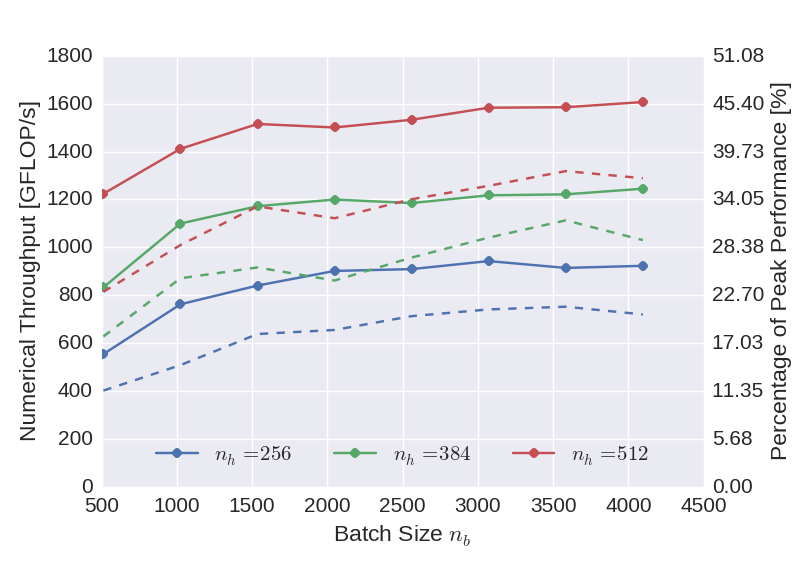 1800
1600
1400
1200
1000
800
600
400
200
0
Numerical Throughput [GFLOP/s]
51.08
45.40
39.73
34.05
28.38
22.70
17.03
11.35
5.68
0.00
Percentage of Peak Performance [%]
n_h =256
n_h =384
n_h =512
500 1000 1500 2000 2500 3000 3500 4000 4500
Batch Size n_b